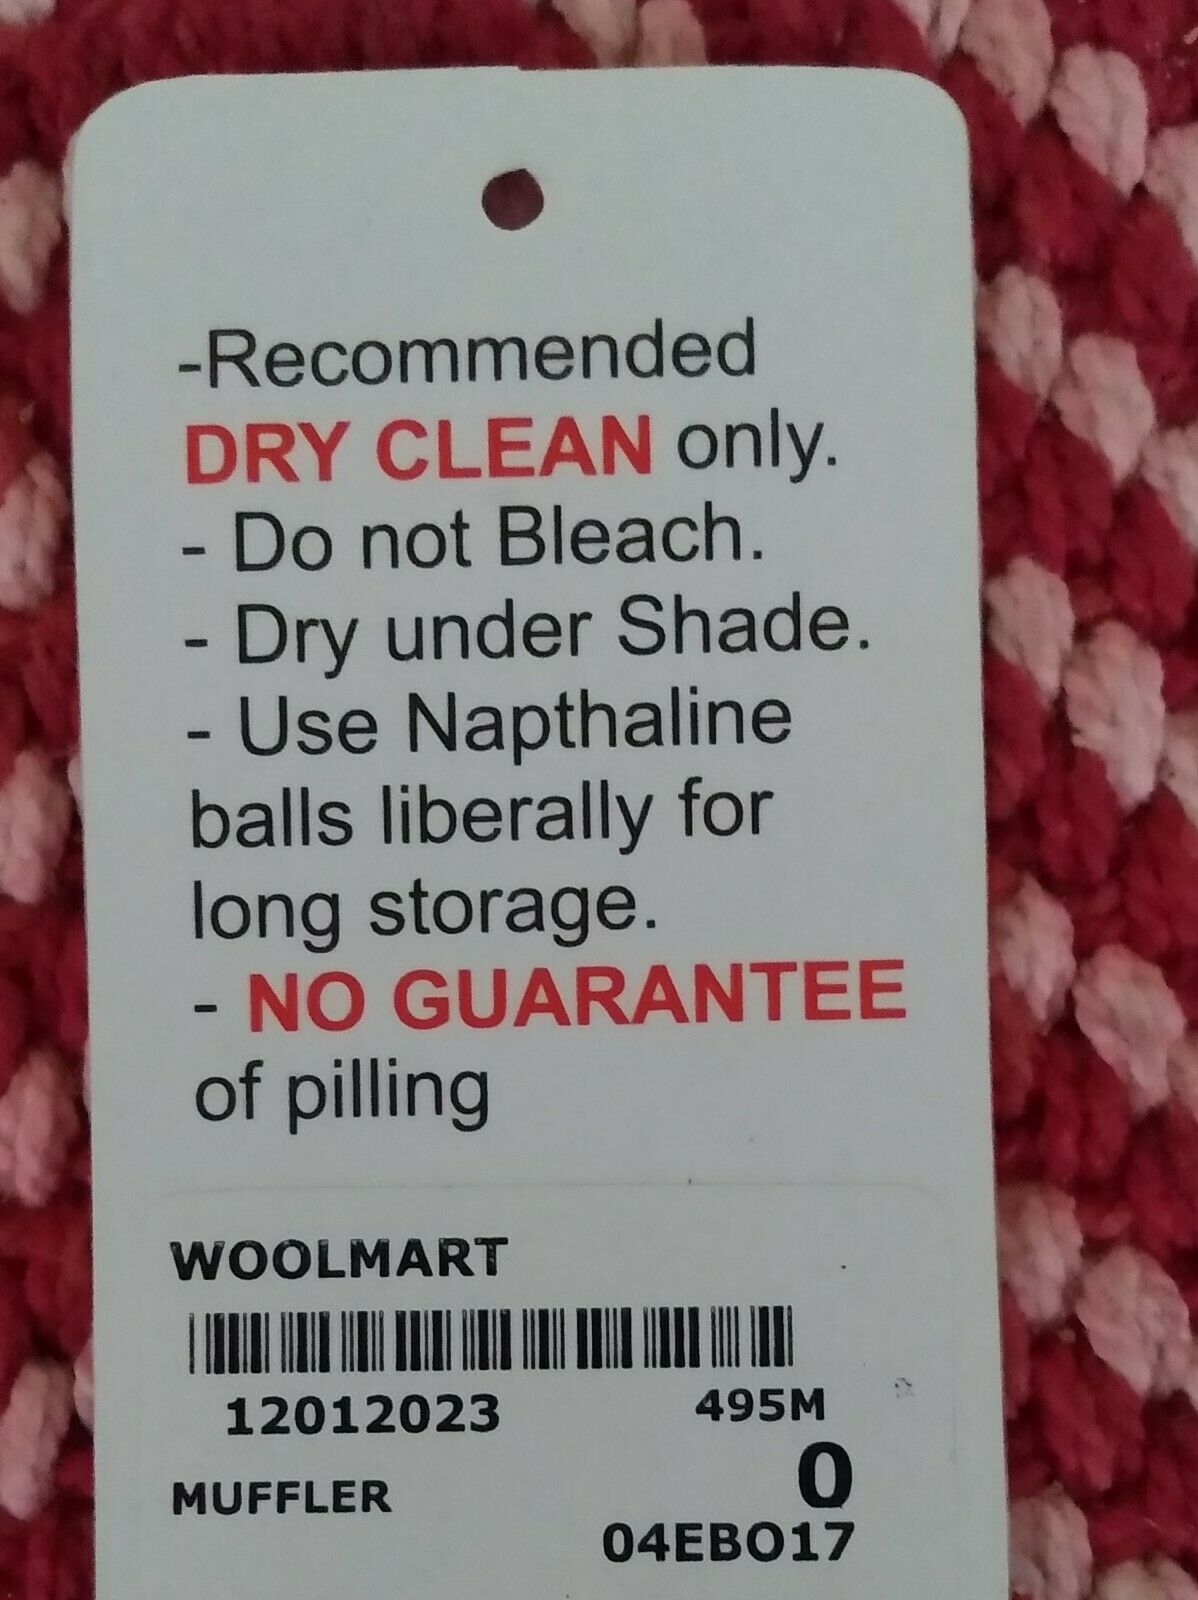 -Recommended
DRY CLEAN only.
- Do not Bleach.
- Dry under Shade.
- Use Napthaline
balls liberally for
long storage.
- NO GUARANTEE
of pilling
WOOLMART
12012023 495M
MUFFLER 0
04EBO17